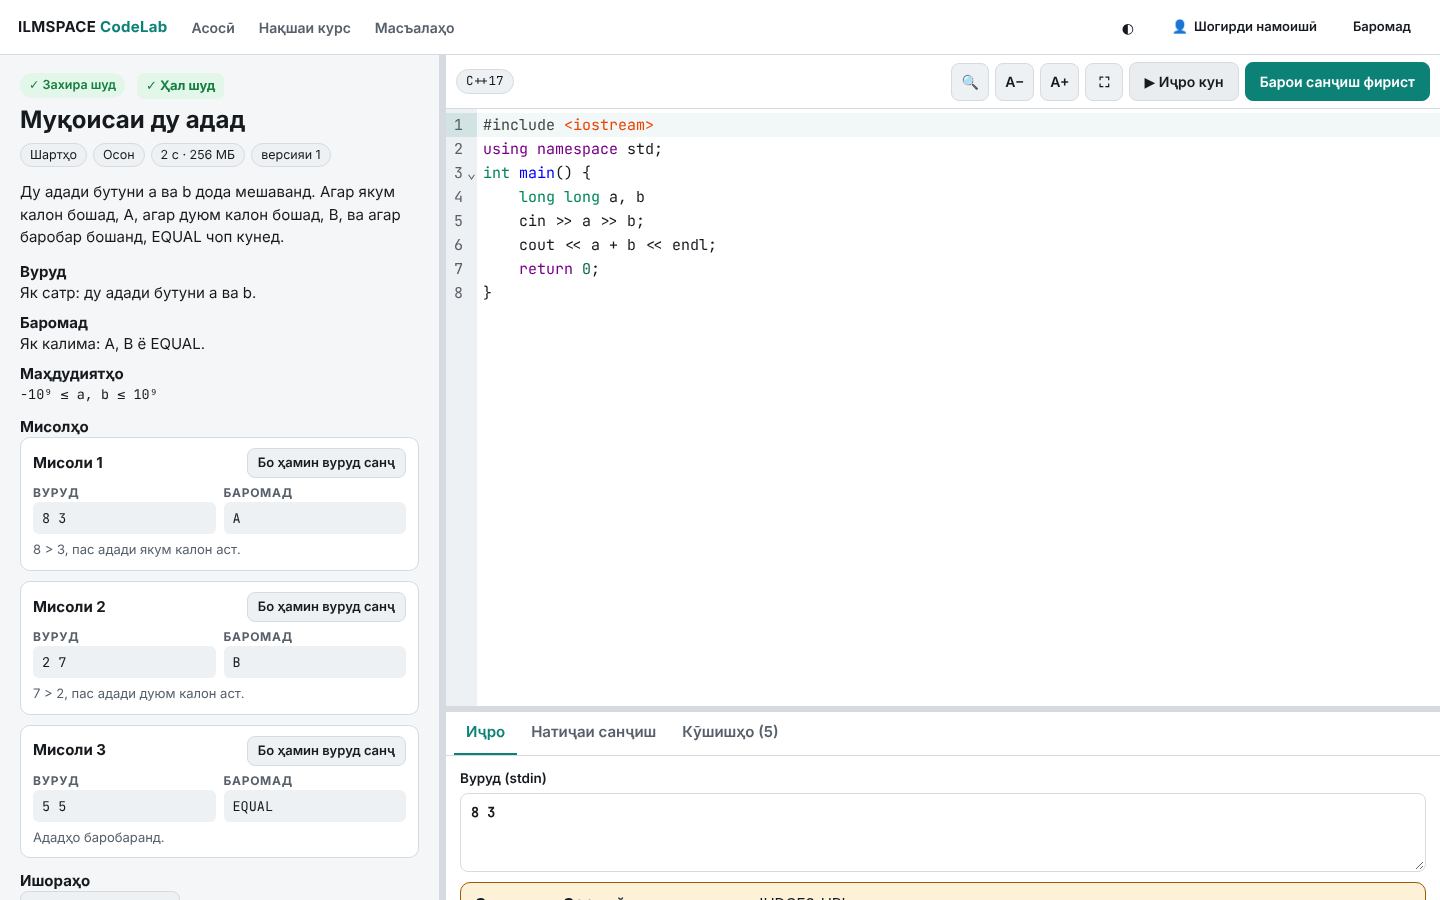 ILMSPACE CodeLab
Асосӣ
Нақшаи курс
Масъалаҳо
Шогирди намоишӣ
Баромад
✓ Захира шуд
✓ Ҳал шуд
Муқоисаи ду адад
Шартҳо
Осон
2 с · 256 МБ
версияи 1
Ду адади бутуни a ва b дода мешаванд. Агар якум
калон бошад, A, агар дуюм калон бошад, B, ва агар
баробар бошанд, EQUAL чоп кунед.
Вуруд
Як сатр: ду адади бутуни a ва b.
Баромад
Як калима: A, B ё EQUAL.
Маҳдудиятҳо
-10⁹ ≤ a, b ≤ 10⁹
Мисолҳо
Мисоли 1
Бо ҳамин вуруд санҷ
ВУРУД
БАРОМАД
8 3
A
8 > 3, пас адади якум калон аст.
Мисоли 2
Бо ҳамин вуруд санҷ
ВУРУД
БАРОМАД
2 7
B
7 > 2, пас адади дуюм калон аст.
Мисоли 3
Бо ҳамин вуруд санҷ
ВУРУД
БАРОМАД
5 5
EQUAL
Ададҳо баробаранд.
Ишораҳо
C++17
A−
A+
▶ Иҷро кун
Барои санҷиш фирист
1 #include <iostream>
2 using namespace std;
3 int main() {
4     long long a, b
5     cin >> a >> b;
6     cout << a + b << endl;
7     return 0;
8 }
Иҷро
Натиҷаи санҷиш
Кӯшишҳо (5)
Вуруд (stdin)
8 3